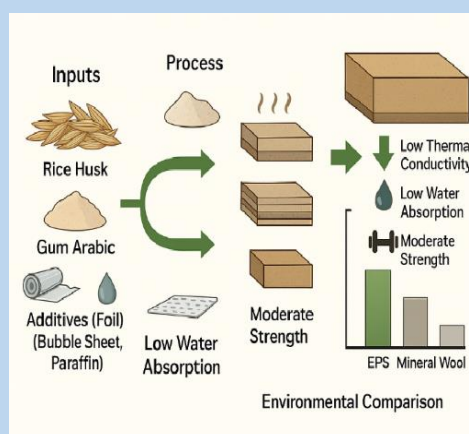 Inputs
Rice Husk
Gum Arabic
Additives (Foil)
(Bubble Sheet,
Paraffin)
Process
Low Water
Absorption
Moderate
Strength
Low Therma
Conductivity
Low Water
Absorption
Moderate
Strength
EPS Mineral Wool
Environmental Comparison